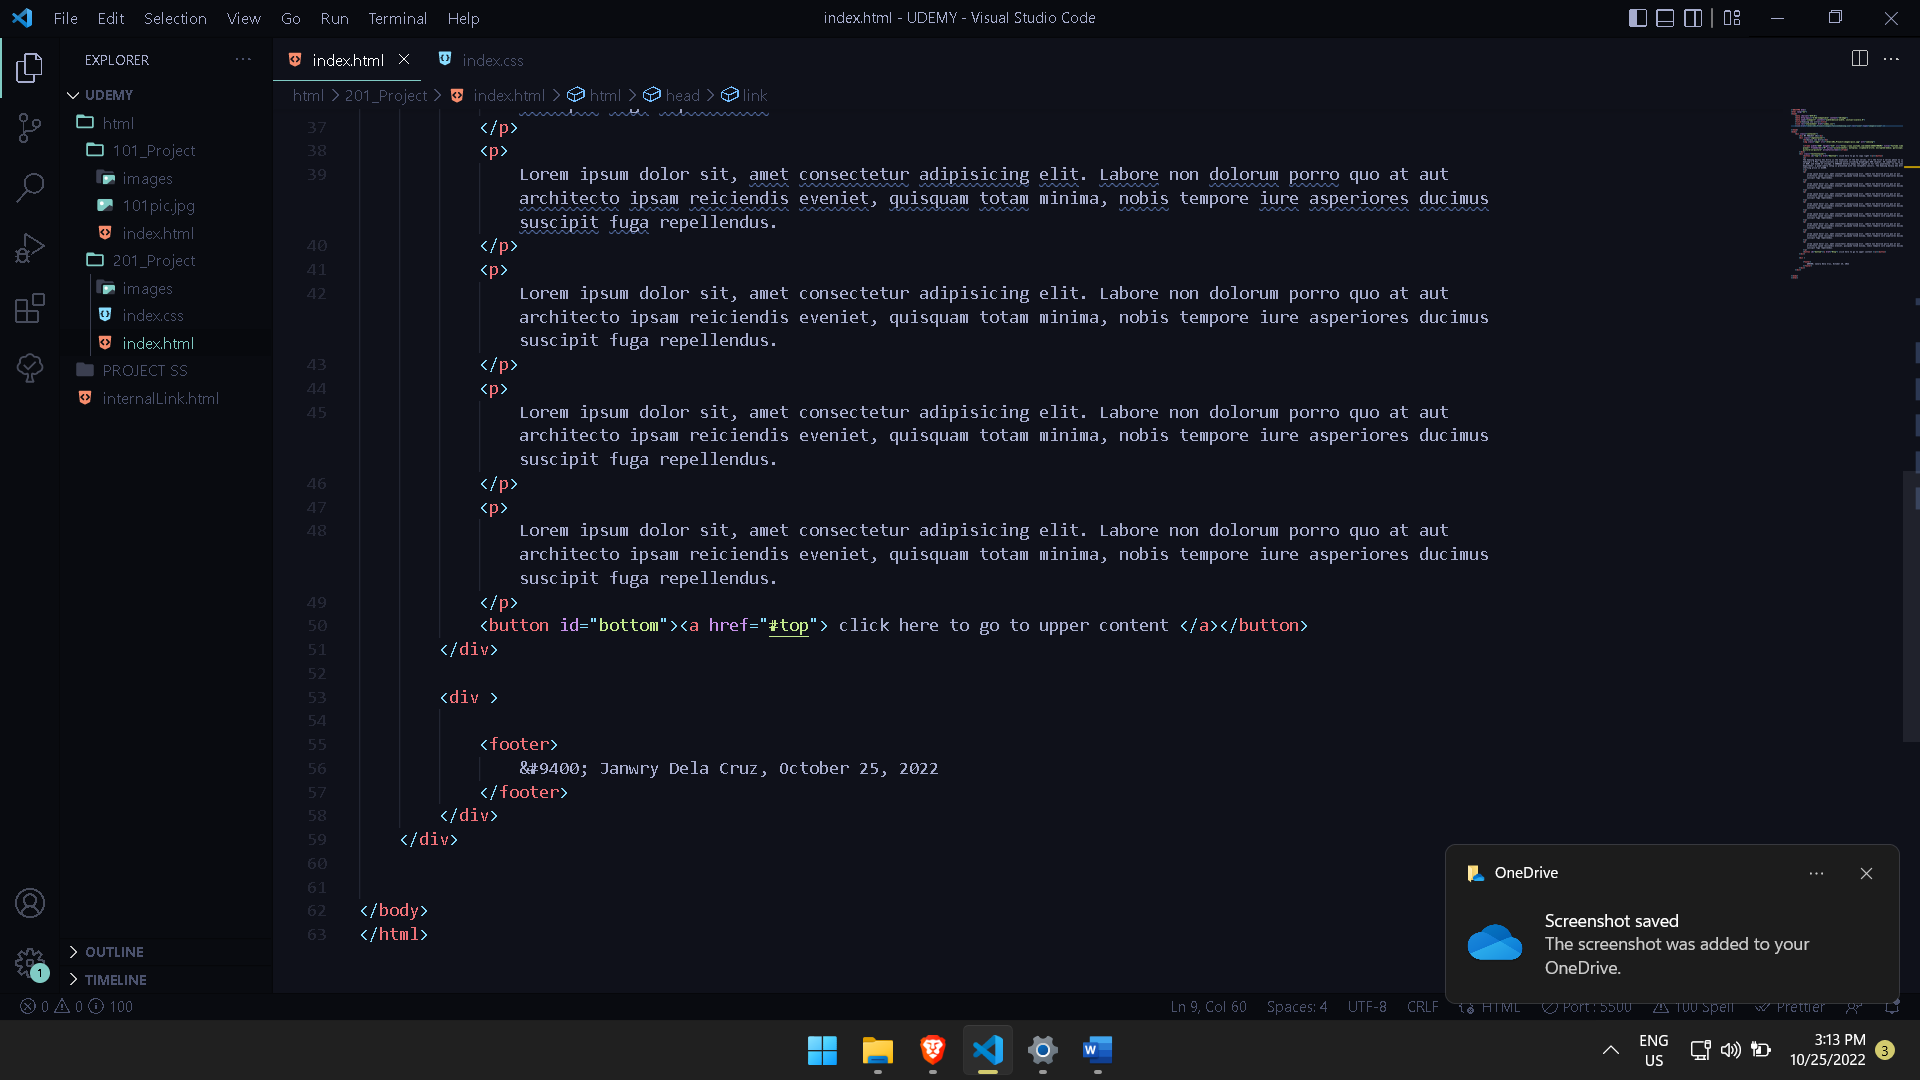 File Edit Selection View Go Run Terminal Help
index.html - UDEMY - Visual Studio Code
EXPLORER
index.html
index.css
UDEMY
html > 201_Project > index.html > html > head > link
html
101_Project
images
101pic.jpg
index.html
201_Project
images
index.css
index.html
PROJECT SS
internalLink.html
37 </p>
38 <p>
39 Lorem ipsum dolor sit, amet consectetur adipisicing elit. Labore non dolorum porro quo at aut
architecto ipsam reiciendis eveniet, quisquam totam minima, nobis tempore iure asperiores ducimus
suscipit fuga repellendus.
40 </p>
41 <p>
42 Lorem ipsum dolor sit, amet consectetur adipisicing elit. Labore non dolorum porro quo at aut
architecto ipsam reiciendis eveniet, quisquam totam minima, nobis tempore iure asperiores ducimus
suscipit fuga repellendus.
43 </p>
44 <p>
45 Lorem ipsum dolor sit, amet consectetur adipisicing elit. Labore non dolorum porro quo at aut
architecto ipsam reiciendis eveniet, quisquam totam minima, nobis tempore iure asperiores ducimus
suscipit fuga repellendus.
46 </p>
47 <p>
48 Lorem ipsum dolor sit, amet consectetur adipisicing elit. Labore non dolorum porro quo at aut
architecto ipsam reiciendis eveniet, quisquam totam minima, nobis tempore iure asperiores ducimus
suscipit fuga repellendus.
49 </p>
50 <button id="bottom"><a href="#top"> click here to go to upper content </a></button>
51 </div>
52
53 <div >
54
55 <footer>
56 &#9400; Janwry Dela Cruz, October 25, 2022
57 </footer>
58 </div>
59 </div>
60
61
62 </body>
63 </html>
OUTLINE
TIMELINE
1
OneDrive
Screenshot saved
The screenshot was added to your
OneDrive.
0 0 100
Ln 9, Col 60 Spaces: 4 UTF-8 CRLF HTML Port : 5500 100 Spell Prettier
ENG
US
3:13 PM
10/25/2022
3